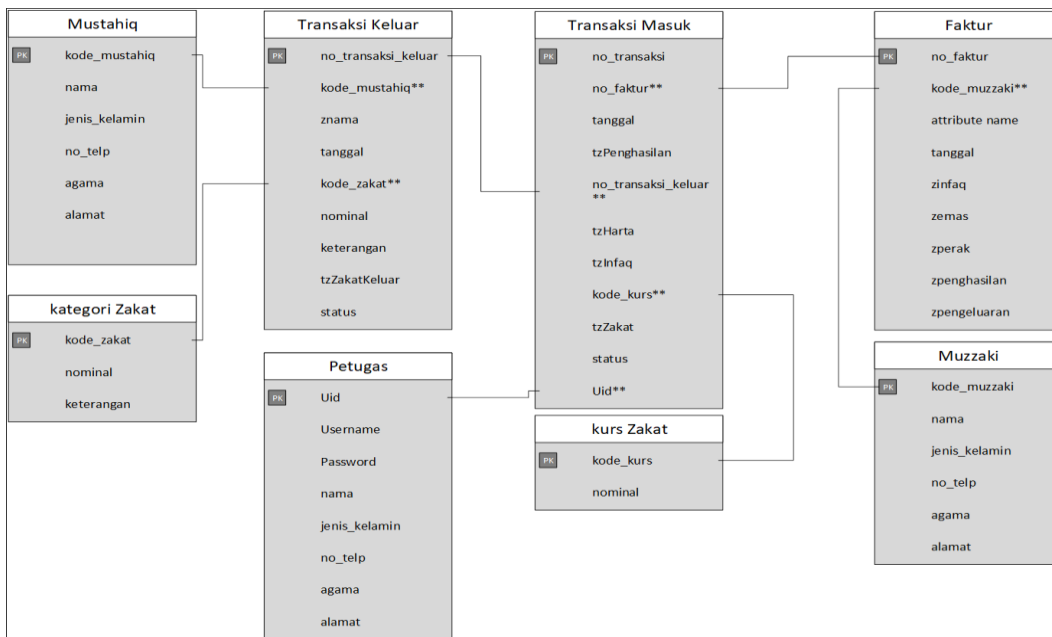 Mustahiq
PK kode_mustahiq
nama
jenis_kelamin
no_telp
agama
alamat
kategori Zakat
PK kode_zakat
nominal
keterangan
Transaksi Keluar
PK no_transaksi_keluar
kode_mustahiq**
znama
tanggal
kode_zakat**
nominal
keterangan
tzZakatKeluar
status
Petugas
PK Uid
Username
Password
nama
jenis_kelamin
no_telp
agama
alamat
Transaksi Masuk
PK no_transaksi
no_faktur**
tanggal
tzPenghasilan
no_transaksi_keluar
**
tzHarta
tzInfaq
kode_kurs**
tzZakat
status
Uid**
kurs Zakat
PK kode_kurs
nominal
Faktur
PK no_faktur
kode_muzzaki**
attribute name
tanggal
zinfaq
zemas
zperak
zpenghasilan
zpengeluaran
Muzzaki
PK kode_muzzaki
nama
jenis_kelamin
no_telp
agama
alamat